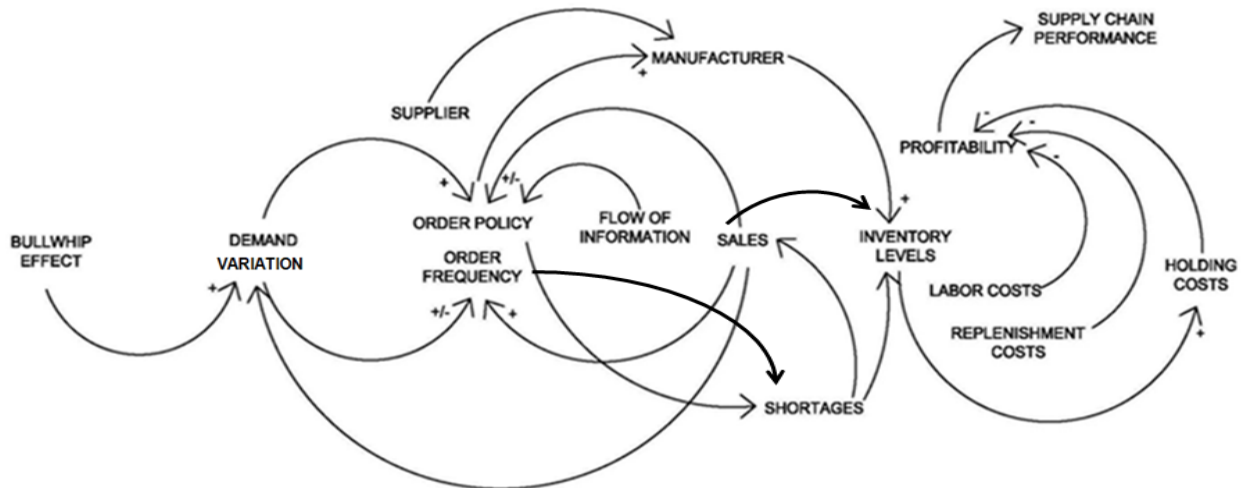 SUPPLY CHAIN
PERFORMANCE
MANUFACTURER
+
SUPPLIER
-
-
PROFITABILITY
-
+
+/-
+
ORDER POLICY
FLOW OF
INFORMATION
SALES
INVENTORY
LEVELS
BULLWHIP
EFFECT
DEMAND
VARIATION
ORDER
FREQUENCY
HOLDING
COSTS
LABOR COSTS
+
+/-
+
REPLENISHMENT
COSTS
+
SHORTAGES